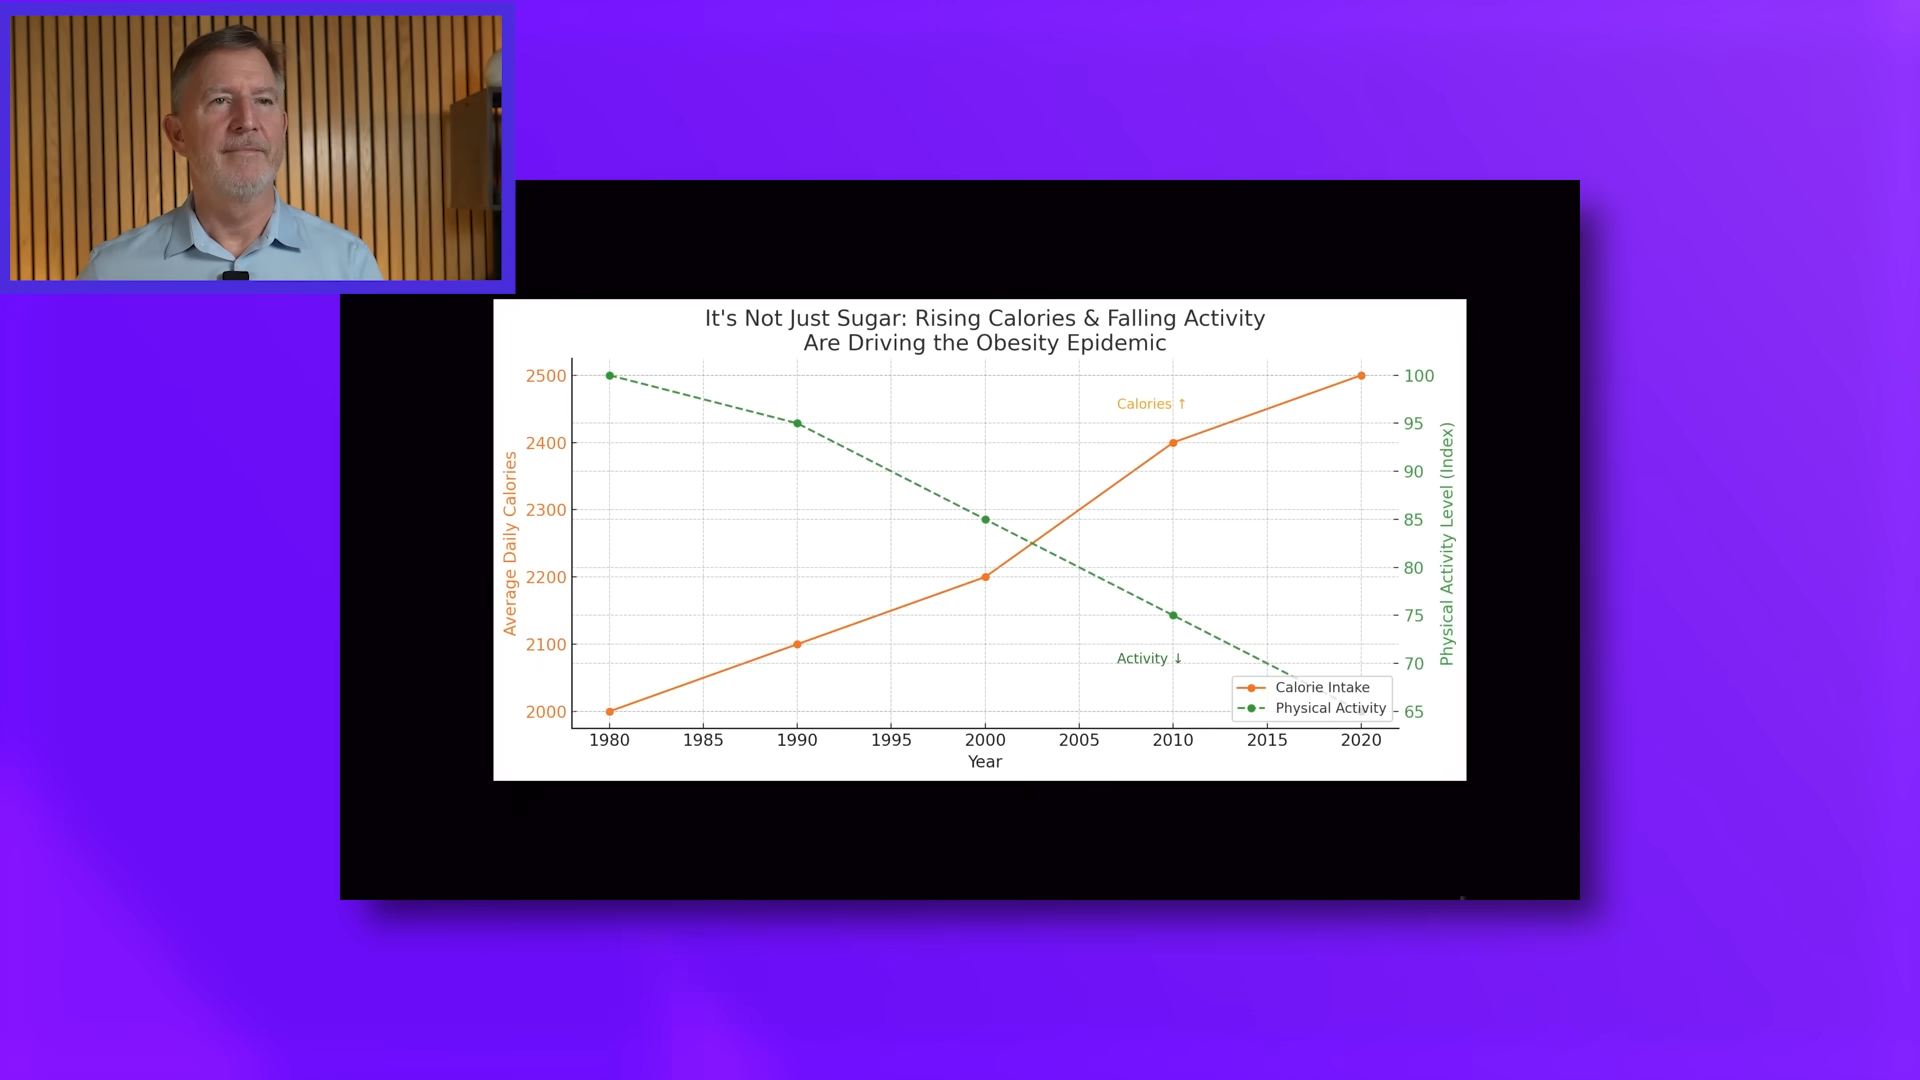 It's Not Just Sugar: Rising Calories & Falling Activity
Are Driving the Obesity Epidemic
Average Daily Calories
2500
2400
2300
2200
2100
2000
Calories ↑
Activity ↓
100
95
90
85
80
75
70
65
Physical Activity Level (Index)
Calorie Intake
Physical Activity
1980 1985 1990 1995 2000 2005 2010 2015 2020
Year